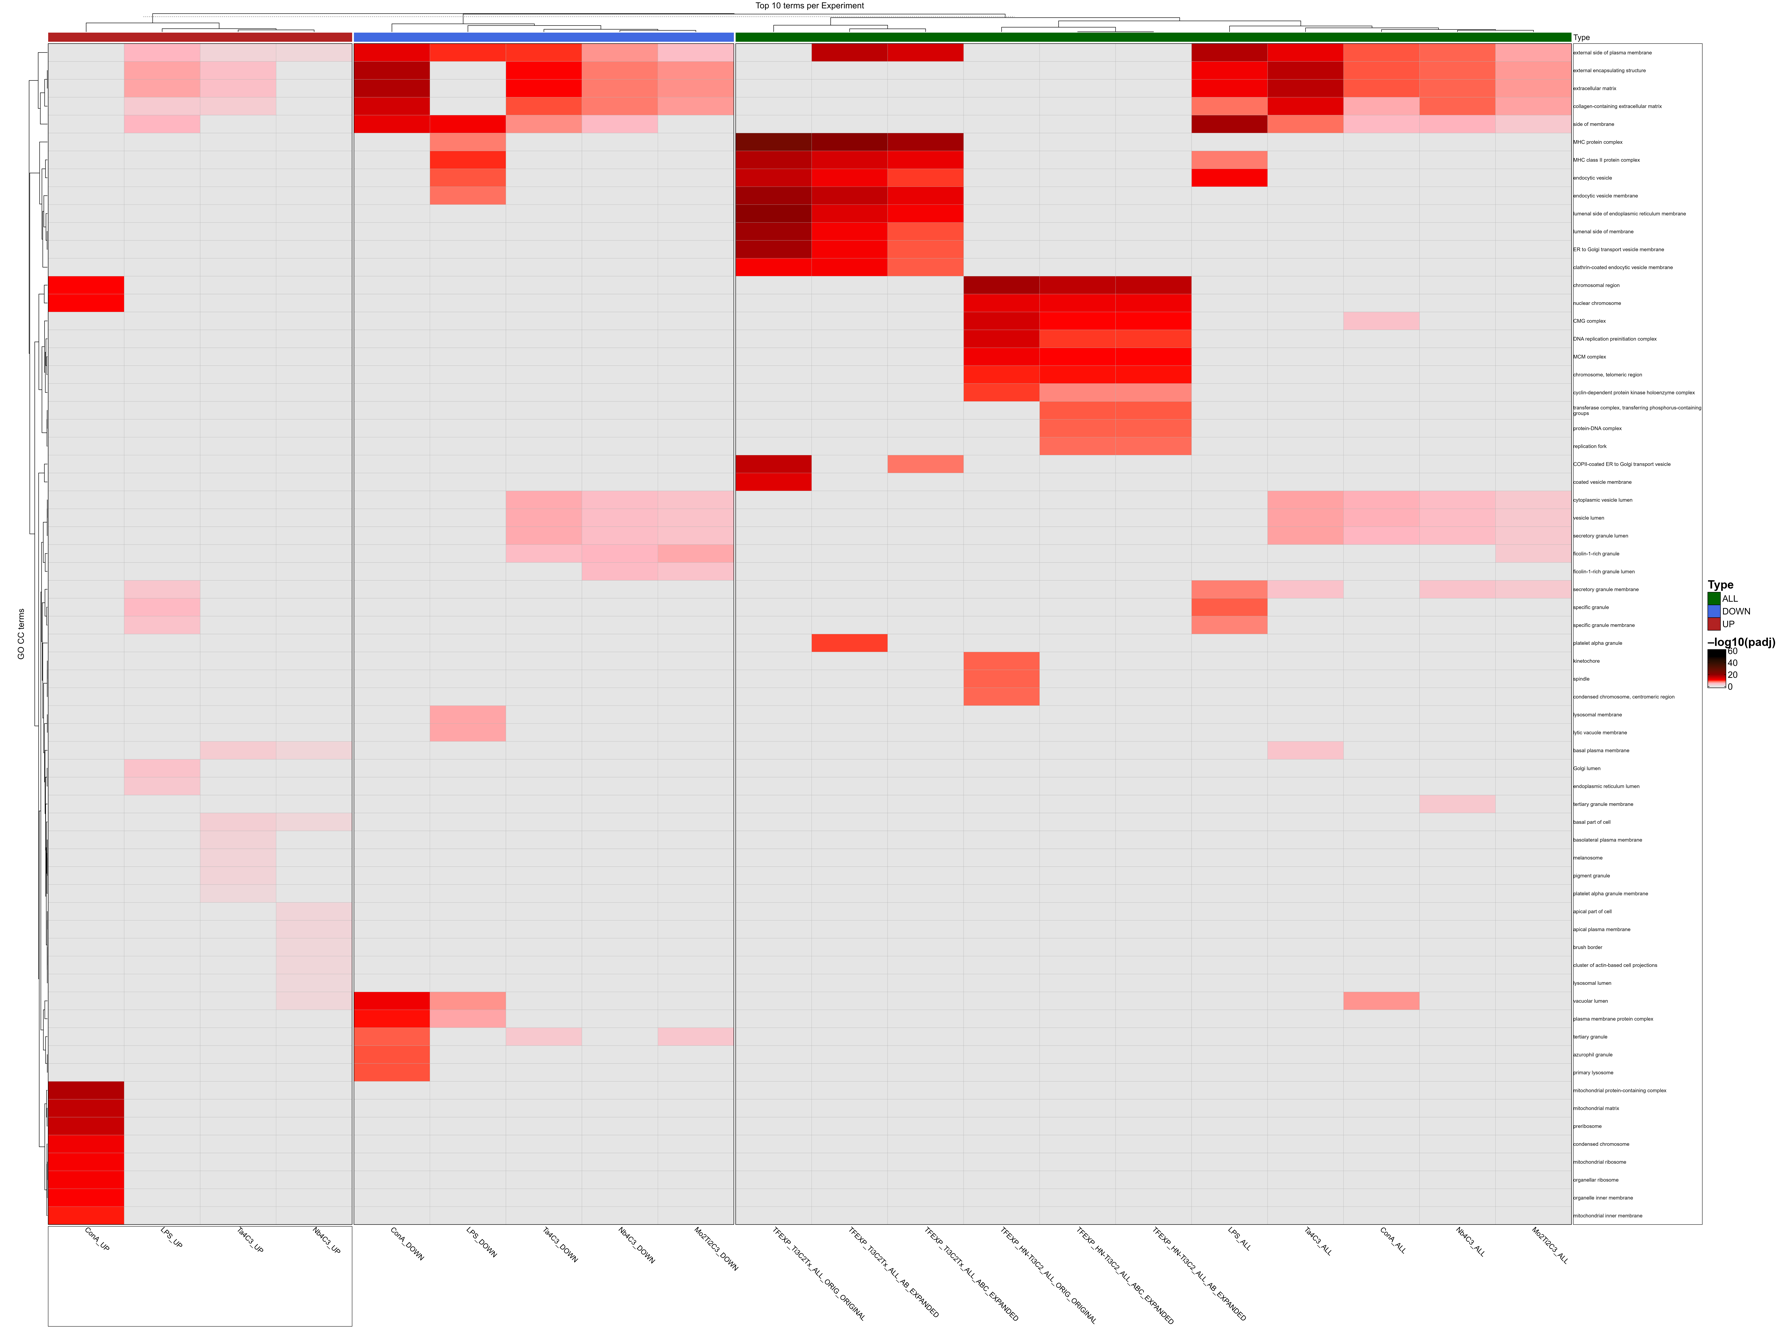 Top 10 terms per Experiment
Type
external side of plasma membrane
external encapsulating structure
extracellular matrix
collagen-containing extracellular matrix
side of membrane
MHC protein complex
MHC class II protein complex
endocytic vesicle
endocytic vesicle membrane
lumenal side of endoplasmic reticulum membrane
lumenal side of membrane
ER to Golgi transport vesicle membrane
clathrin-coated endocytic vesicle membrane
chromosomal region
nuclear chromosome
CMG complex
DNA replication preinitiation complex
MCM complex
chromosome, telomeric region
cyclin-dependent protein kinase holoenzyme complex
transferase complex, transferring phosphorus-containing
groups
protein-DNA complex
replication fork
COPII-coated ER to Golgi transport vesicle
coated vesicle membrane
cytoplasmic vesicle lumen
vesicle lumen
secretory granule lumen
ficolin-1-rich granule
ficolin-1-rich granule lumen
secretory granule membrane
specific granule
specific granule membrane
platelet alpha granule
kinetochore
spindle
condensed chromosome, centromeric region
lysosomal membrane
lytic vacuole membrane
basal plasma membrane
Golgi lumen
endoplasmic reticulum lumen
tertiary granule membrane
basal part of cell
basolateral plasma membrane
melanosome
pigment granule
platelet alpha granule membrane
apical part of cell
apical plasma membrane
brush border
cluster of actin-based cell projections
lysosomal lumen
vacuolar lumen
plasma membrane protein complex
tertiary granule
azurophil granule
primary lysosome
mitochondrial protein-containing complex
mitochondrial matrix
preribosome
condensed chromosome
mitochondrial ribosome
organellar ribosome
organelle inner membrane
mitochondrial inner membrane
GO CC terms
Type
ALL
DOWN
UP
−log10(padj)
60
40
20
0
ConA_UP
LPS_UP
Ta4C3_UP
Nb4C3_UP
ConA_DOWN
LPS_DOWN
Ta4C3_DOWN
Nb4C3_DOWN
Mo2Ti2C3_DOWN
TFEXP_Ti3C2Tx_ALL_ORIG_ORIGINAL
TFEXP_Ti3C2Tx_ALL_AB_EXPANDED
TFEXP_Ti3C2Tx_ALL_ABC_EXPANDED
TFEXP_HN-Ti3C2_ALL_ORIG_ORIGINAL
TFEXP_HN-Ti3C2_ALL_ABC_EXPANDED
TFEXP_HN-Ti3C2_ALL_AB_EXPANDED
LPS_ALL
Ta4C3_ALL
ConA_ALL
Nb4C3_ALL
Mo2Ti2C3_ALL